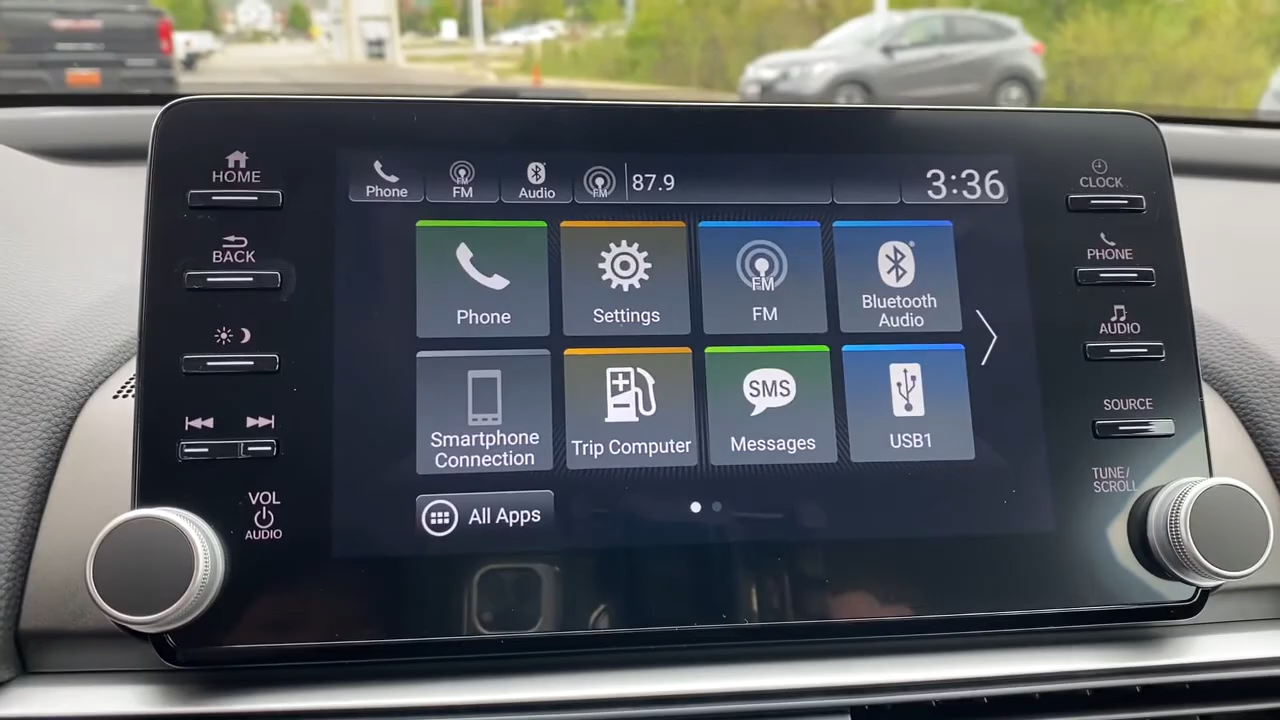 HOME
BACK
VOL
AUDIO
Phone
FM
FM
Audio
FM
87.9
3:36
Phone
Settings
FM
FM
Bluetooth
Audio
Smartphone
Connection
Trip Computer
SMS
Messages
USB1
All Apps
CLOCK
PHONE
AUDIO
SOURCE
TUNE/
SCROLL